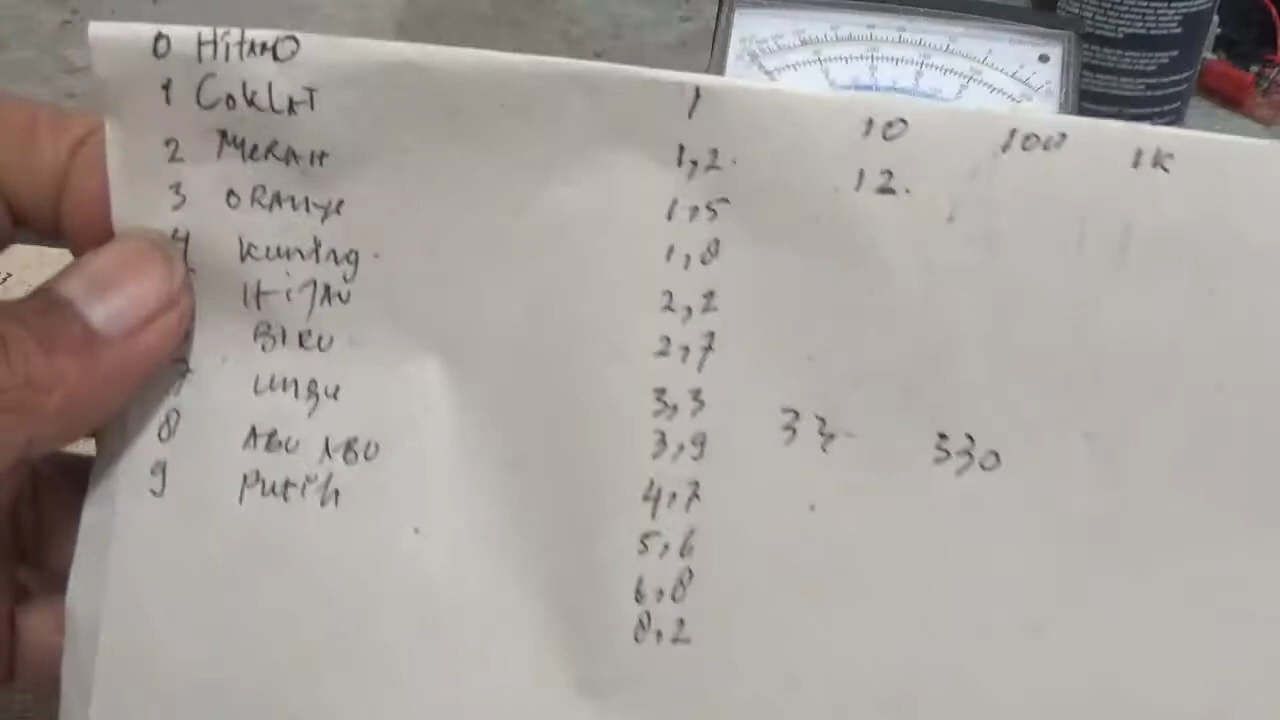 0 HiTAM
1 CoKLAT
2 MERAH
3 ORANye
4 kuning.
HijAU
BIRU
7 ungu
8 ABU ABU
9 PUTih
1 10 100 1K
1,2. 12.
1,5
1,8
2,2
2,7
3,3 33. 330
3,9
4,7
5,6
6,8
8,2